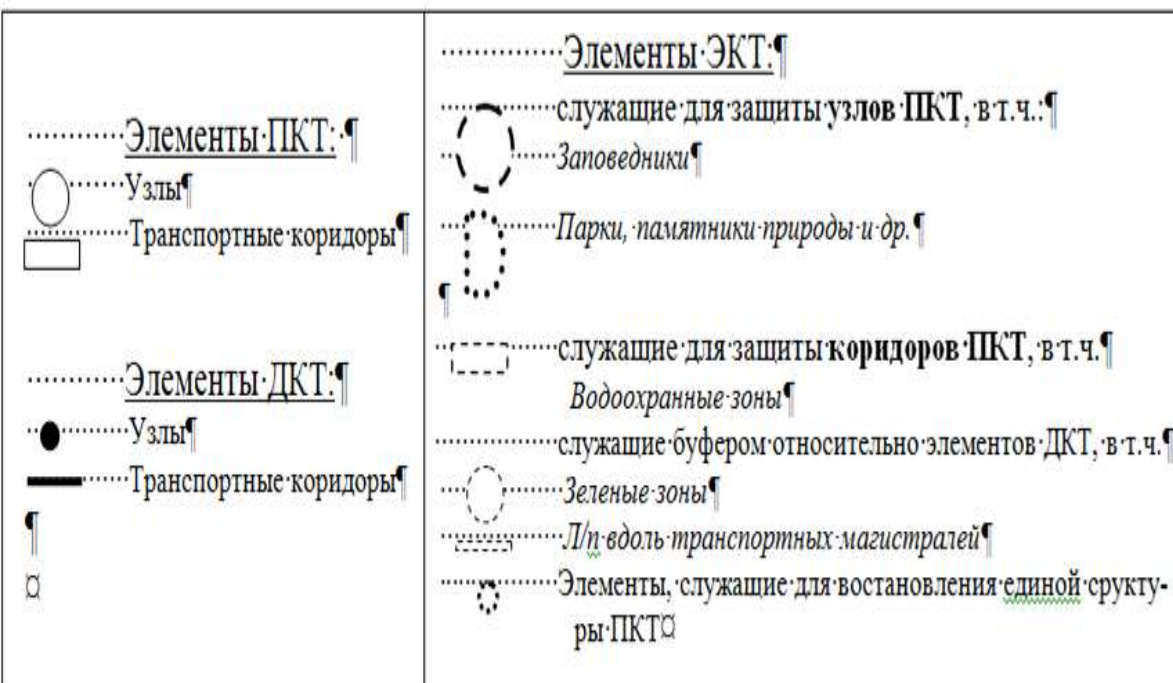 Элементы ПКТ:
Узлы
Транспортные коридоры
Элементы ДКТ:
Узлы
Транспортные коридоры
Элементы ЭКТ:
служащие для защиты узлов ПКТ, в т.ч.:
Заповедники
Парки, памятники природы и др.
служащие для защиты коридоров ПКТ, в т.ч.
Водоохранные зоны
служащие буфером относительно элементов ДКТ, в т.ч.
Зеленые зоны
Л/п вдоль транспортных магистралей
Элементы, служащие для востановления единой срукту-
ры ПКТ